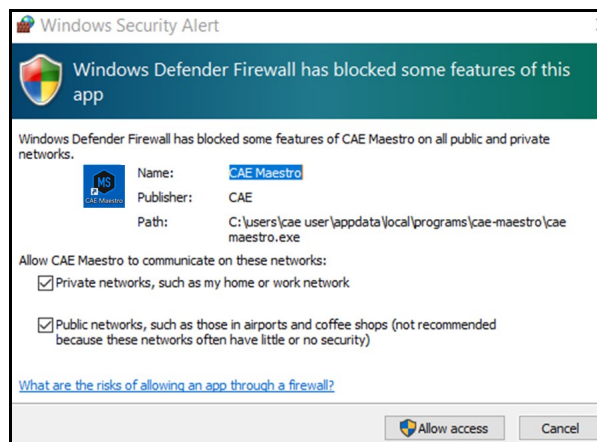 Windows Security Alert
Windows Defender Firewall has blocked some features of this
app
Windows Defender Firewall has blocked some features of CAE Maestro on all public and private
networks.
MS
CAE Maestro
Name: CAE Maestro
Publisher: CAE
Path: C:\users\cae user\appdata\local\programs\cae-maestro\cae
maestro.exe
Allow CAE Maestro to communicate on these networks:
Private networks, such as my home or work network
Public networks, such as those in airports and coffee shops (not recommended
because these networks often have little or no security)
What are the risks of allowing an app through a firewall?
Allow access Cancel